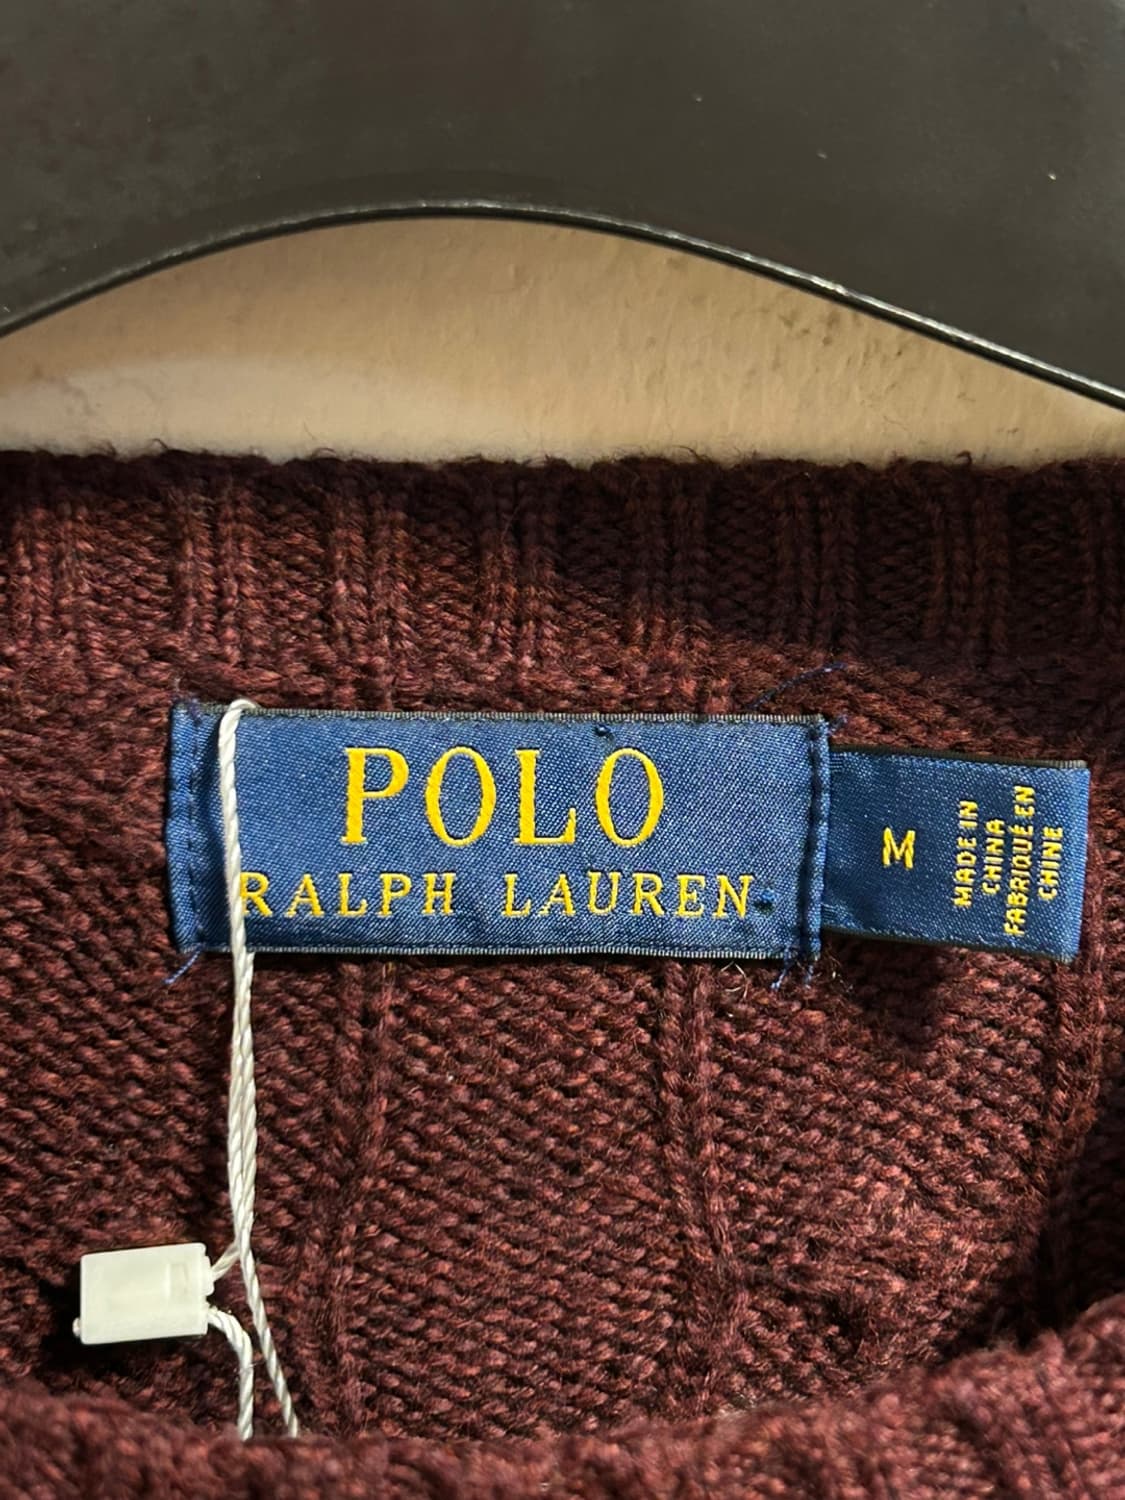 POLO
RALPH LAUREN
M
MADE IN
CHINA
FABRIQUÉ EN
CHINE